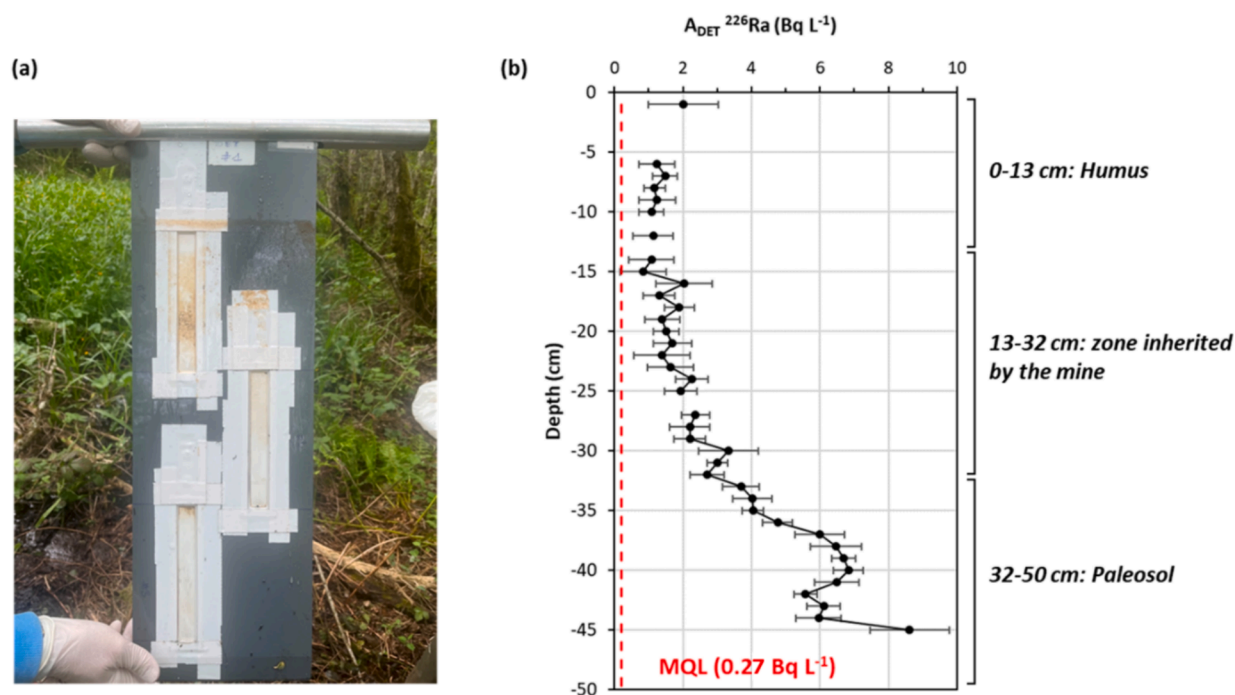 A_DET ²²⁶Ra (Bq L⁻¹)
(a)
(b)
0 2 4 6 8 10
0
-5
-10
-15
-20
-25
-30
-35
-40
-45
-50
Depth (cm)
0-13 cm: Humus
13-32 cm: zone inherited
by the mine
32-50 cm: Paleosol
MQL (0.27 Bq L⁻¹)